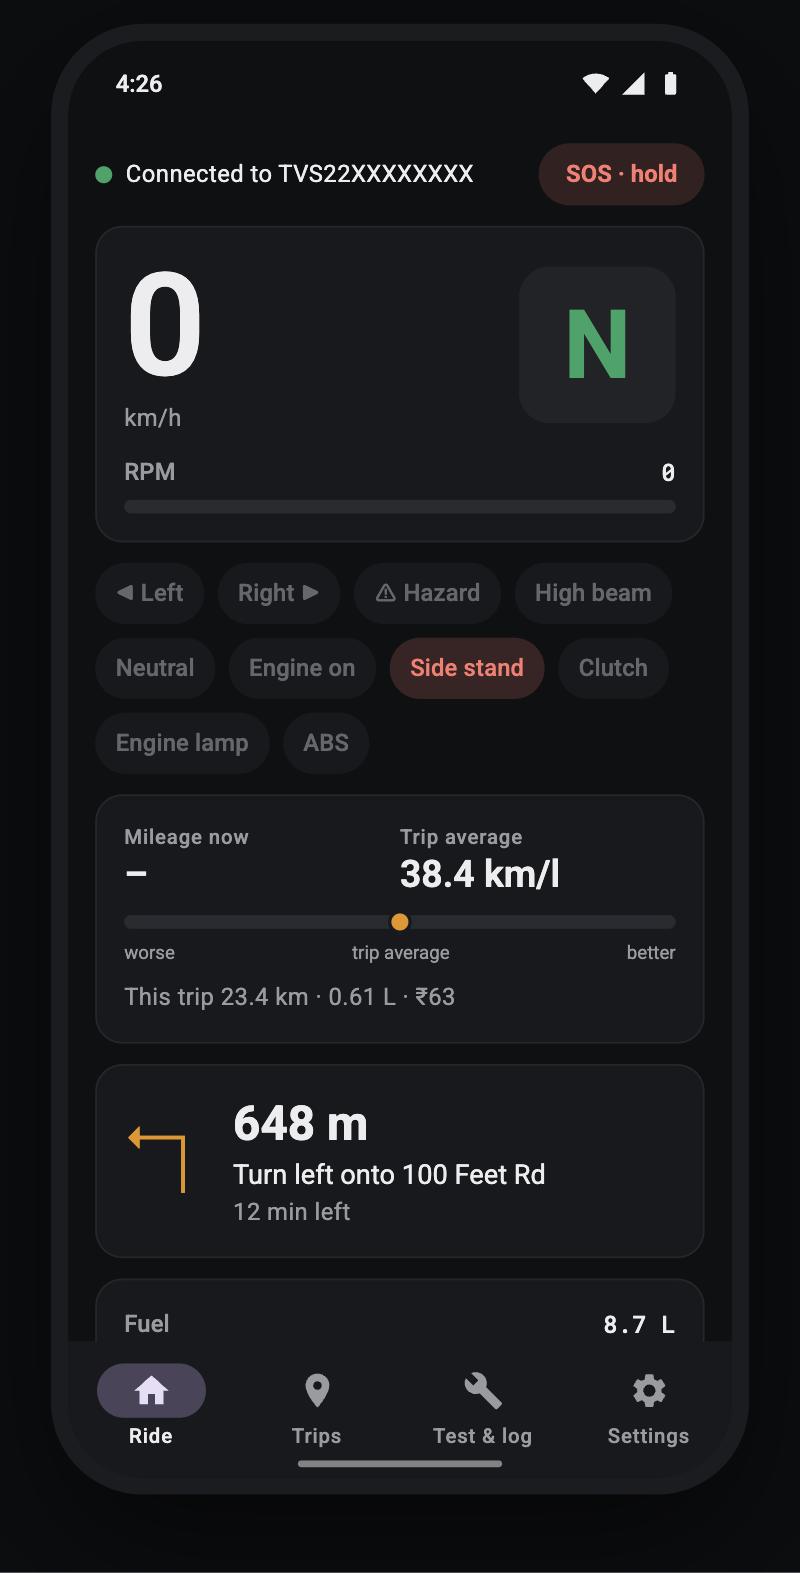 4:26
Connected to TVS22XXXXXXXX
SOS · hold
0
N
km/h
RPM 0
◀ Left
Right ▶
⚠ Hazard
High beam
Neutral
Engine on
Side stand
Clutch
Engine lamp
ABS
Mileage now
Trip average
–
38.4 km/l
worse
trip average
better
This trip 23.4 km · 0.61 L · ₹63
648 m
Turn left onto 100 Feet Rd
12 min left
Fuel 8.7 L
Ride
Trips
Test & log
Settings